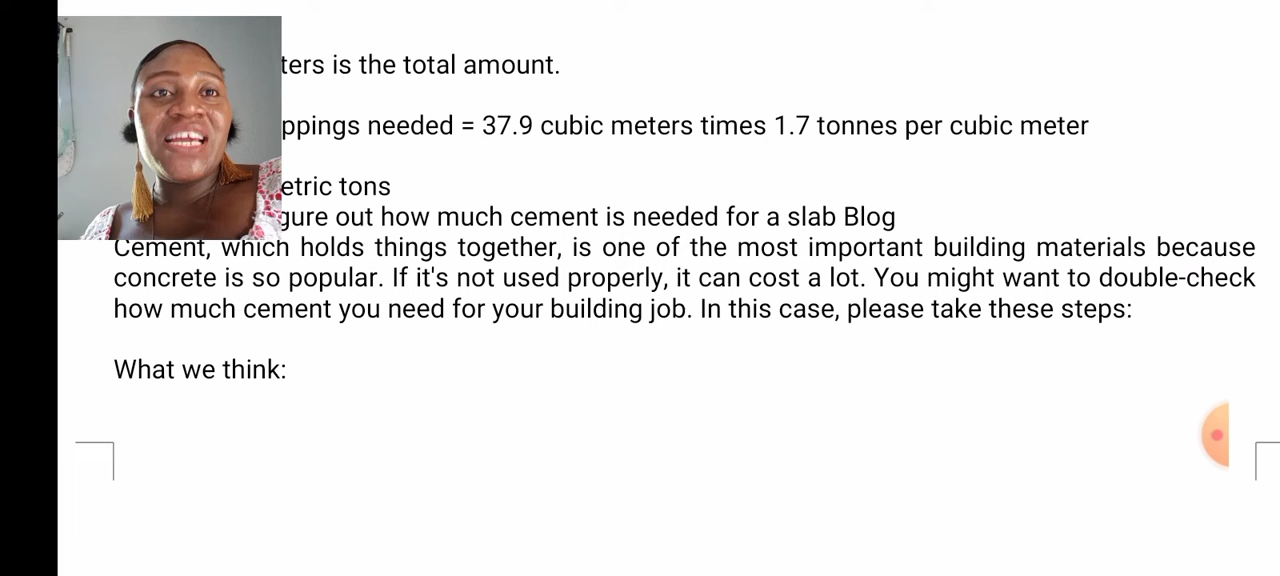 ters is the total amount.
ppings needed = 37.9 cubic meters times 1.7 tonnes per cubic meter
etric tons
gure out how much cement is needed for a slab Blog
Cement, which holds things together, is one of the most important building materials because
concrete is so popular. If it's not used properly, it can cost a lot. You might want to double-check
how much cement you need for your building job. In this case, please take these steps:
What we think: